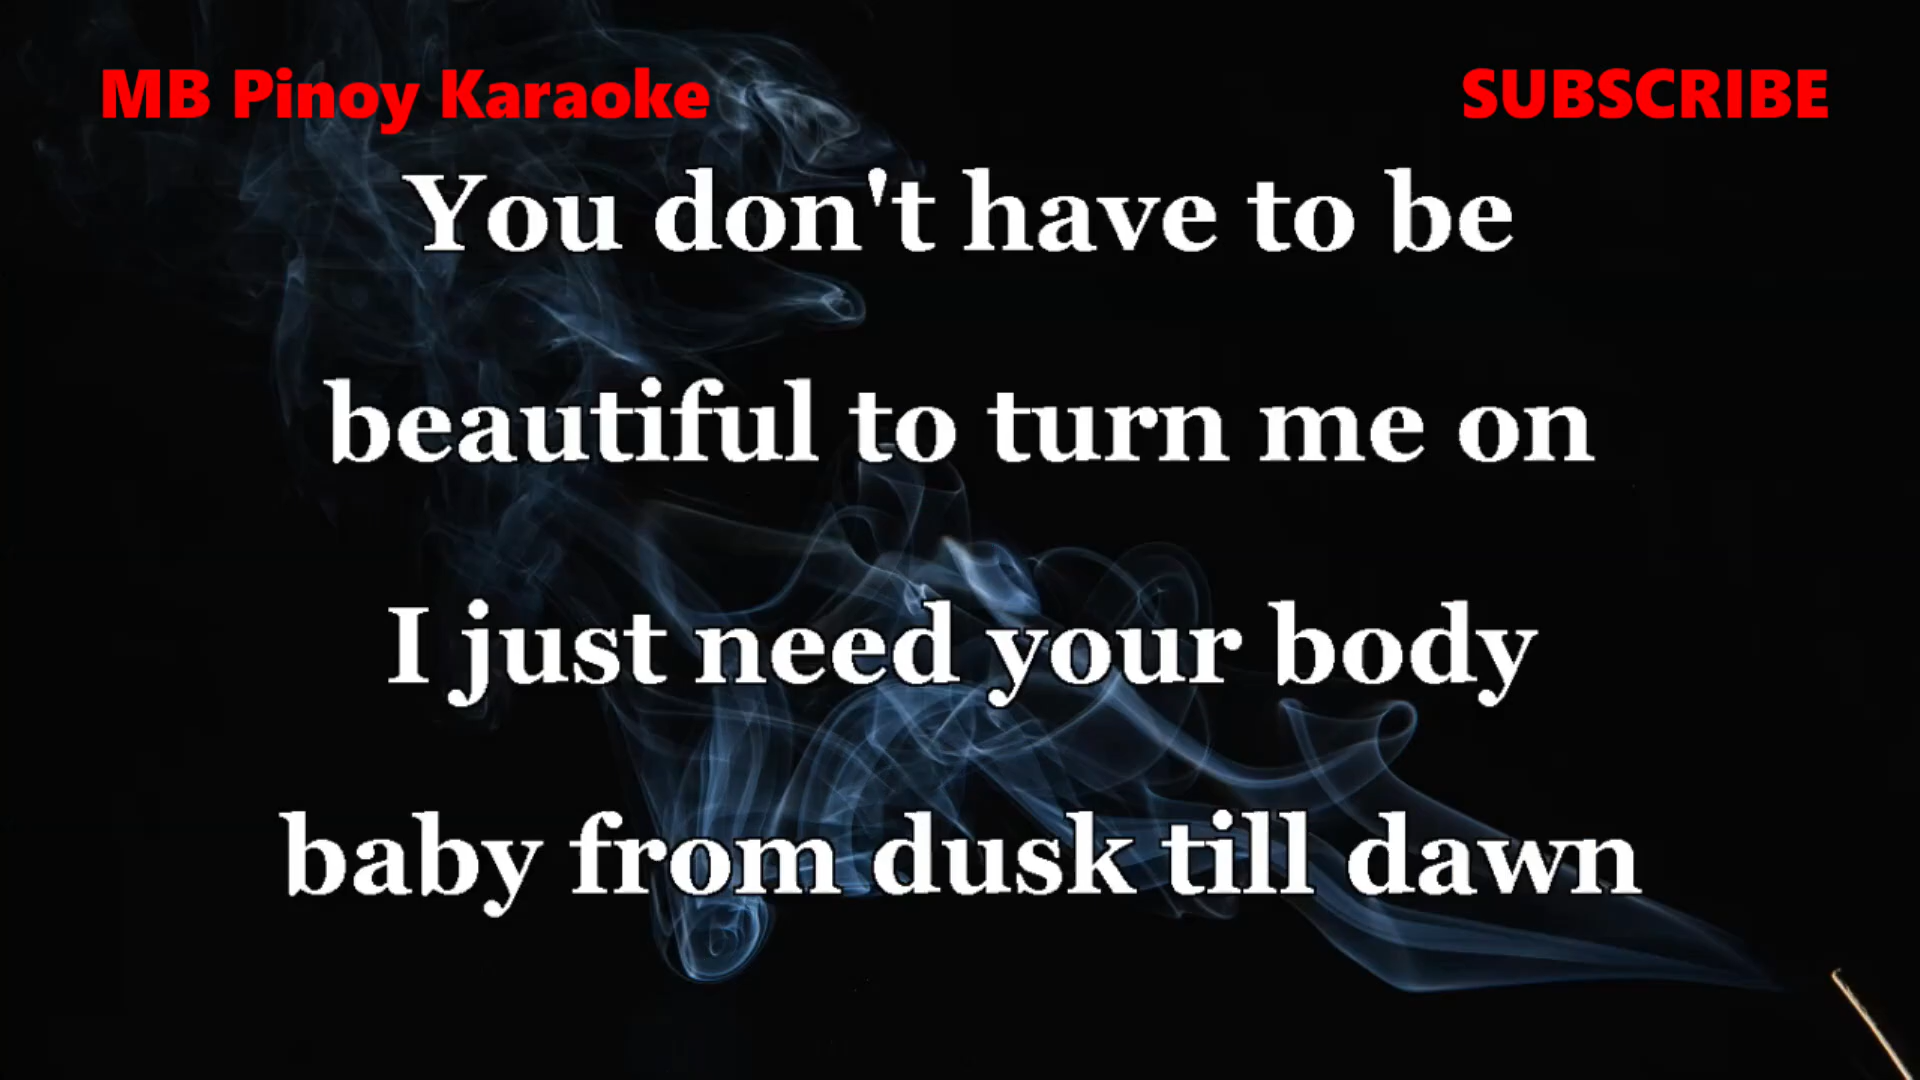 MB Pinoy Karaoke
SUBSCRIBE
You don't have to be
beautiful to turn me on
I just need your body
baby from dusk till dawn